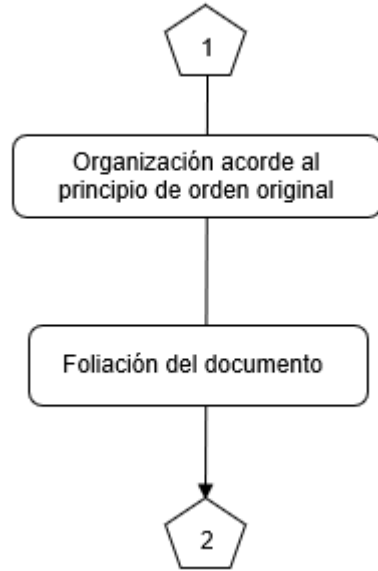 1
Organización acorde al
principio de orden original
Foliación del documento
2